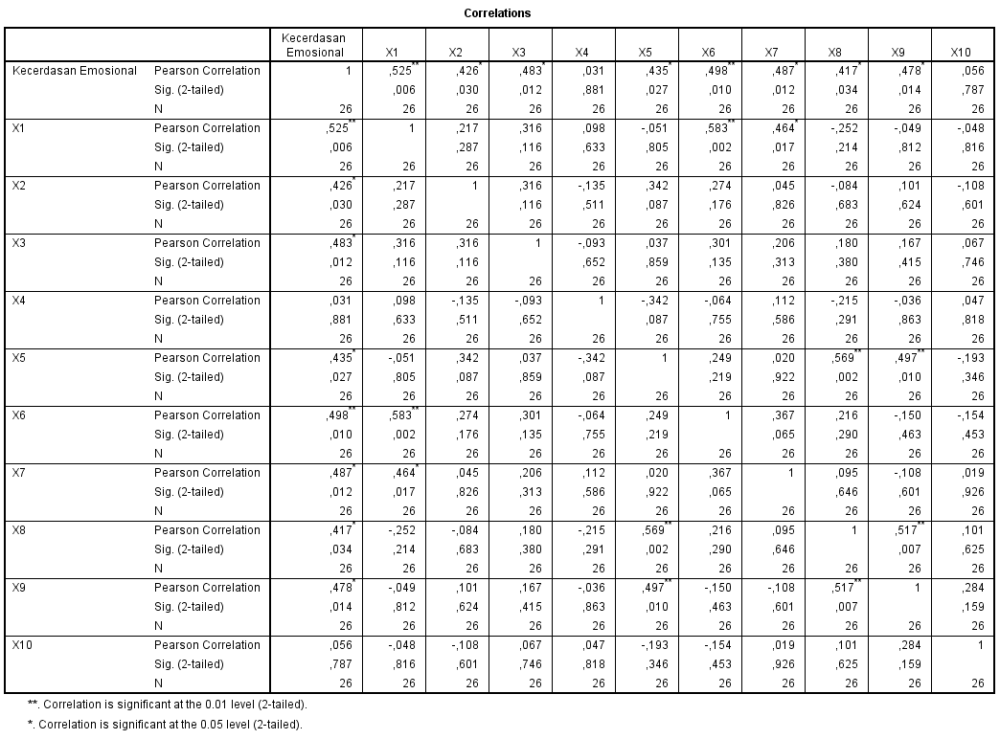 Correlations
Kecerdasan Emosional X1 X2 X3 X4 X5 X6 X7 X8 X9 X10
Kecerdasan Emosional Pearson Correlation 1 ,525** ,426* ,483* ,031 ,435* ,498** ,487* ,417* ,478* ,056
Sig. (2-tailed) ,006 ,030 ,012 ,881 ,027 ,010 ,012 ,034 ,014 ,787
N 26 26 26 26 26 26 26 26 26 26 26
X1 Pearson Correlation ,525** 1 ,217 ,316 ,098 -,051 ,583** ,464* -,252 -,049 -,048
Sig. (2-tailed) ,006 ,287 ,116 ,633 ,805 ,002 ,017 ,214 ,812 ,816
N 26 26 26 26 26 26 26 26 26 26 26
X2 Pearson Correlation ,426* ,217 1 ,316 -,135 ,342 ,274 ,045 -,084 ,101 -,108
Sig. (2-tailed) ,030 ,287 ,116 ,511 ,087 ,176 ,826 ,683 ,624 ,601
N 26 26 26 26 26 26 26 26 26 26 26
X3 Pearson Correlation ,483* ,316 ,316 1 -,093 ,037 ,301 ,206 ,180 ,167 ,067
Sig. (2-tailed) ,012 ,116 ,116 ,652 ,859 ,135 ,313 ,380 ,415 ,746
N 26 26 26 26 26 26 26 26 26 26 26
X4 Pearson Correlation ,031 ,098 -,135 -,093 1 -,342 -,064 ,112 -,215 -,036 ,047
Sig. (2-tailed) ,881 ,633 ,511 ,652 ,087 ,755 ,586 ,291 ,863 ,818
N 26 26 26 26 26 26 26 26 26 26 26
X5 Pearson Correlation ,435* -,051 ,342 ,037 -,342 1 ,249 ,020 ,569** ,497** -,193
Sig. (2-tailed) ,027 ,805 ,087 ,859 ,087 ,219 ,922 ,002 ,010 ,346
N 26 26 26 26 26 26 26 26 26 26 26
X6 Pearson Correlation ,498** ,583** ,274 ,301 -,064 ,249 1 ,367 ,216 -,150 -,154
Sig. (2-tailed) ,010 ,002 ,176 ,135 ,755 ,219 ,065 ,290 ,463 ,453
N 26 26 26 26 26 26 26 26 26 26 26
X7 Pearson Correlation ,487* ,464* ,045 ,206 ,112 ,020 ,367 1 ,095 -,108 ,019
Sig. (2-tailed) ,012 ,017 ,826 ,313 ,586 ,922 ,065 ,646 ,601 ,926
N 26 26 26 26 26 26 26 26 26 26 26
X8 Pearson Correlation ,417* -,252 -,084 ,180 -,215 ,569** ,216 ,095 1 ,517** ,101
Sig. (2-tailed) ,034 ,214 ,683 ,380 ,291 ,002 ,290 ,646 ,007 ,625
N 26 26 26 26 26 26 26 26 26 26 26
X9 Pearson Correlation ,478* -,049 ,101 ,167 -,036 ,497** -,150 -,108 ,517** 1 ,284
Sig. (2-tailed) ,014 ,812 ,624 ,415 ,863 ,010 ,463 ,601 ,007 ,159
N 26 26 26 26 26 26 26 26 26 26 26
X10 Pearson Correlation ,056 -,048 -,108 ,067 ,047 -,193 -,154 ,019 ,101 ,284 1
Sig. (2-tailed) ,787 ,816 ,601 ,746 ,818 ,346 ,453 ,926 ,625 ,159
N 26 26 26 26 26 26 26 26 26 26 26
**. Correlation is significant at the 0.01 level (2-tailed).
*. Correlation is significant at the 0.05 level (2-tailed).